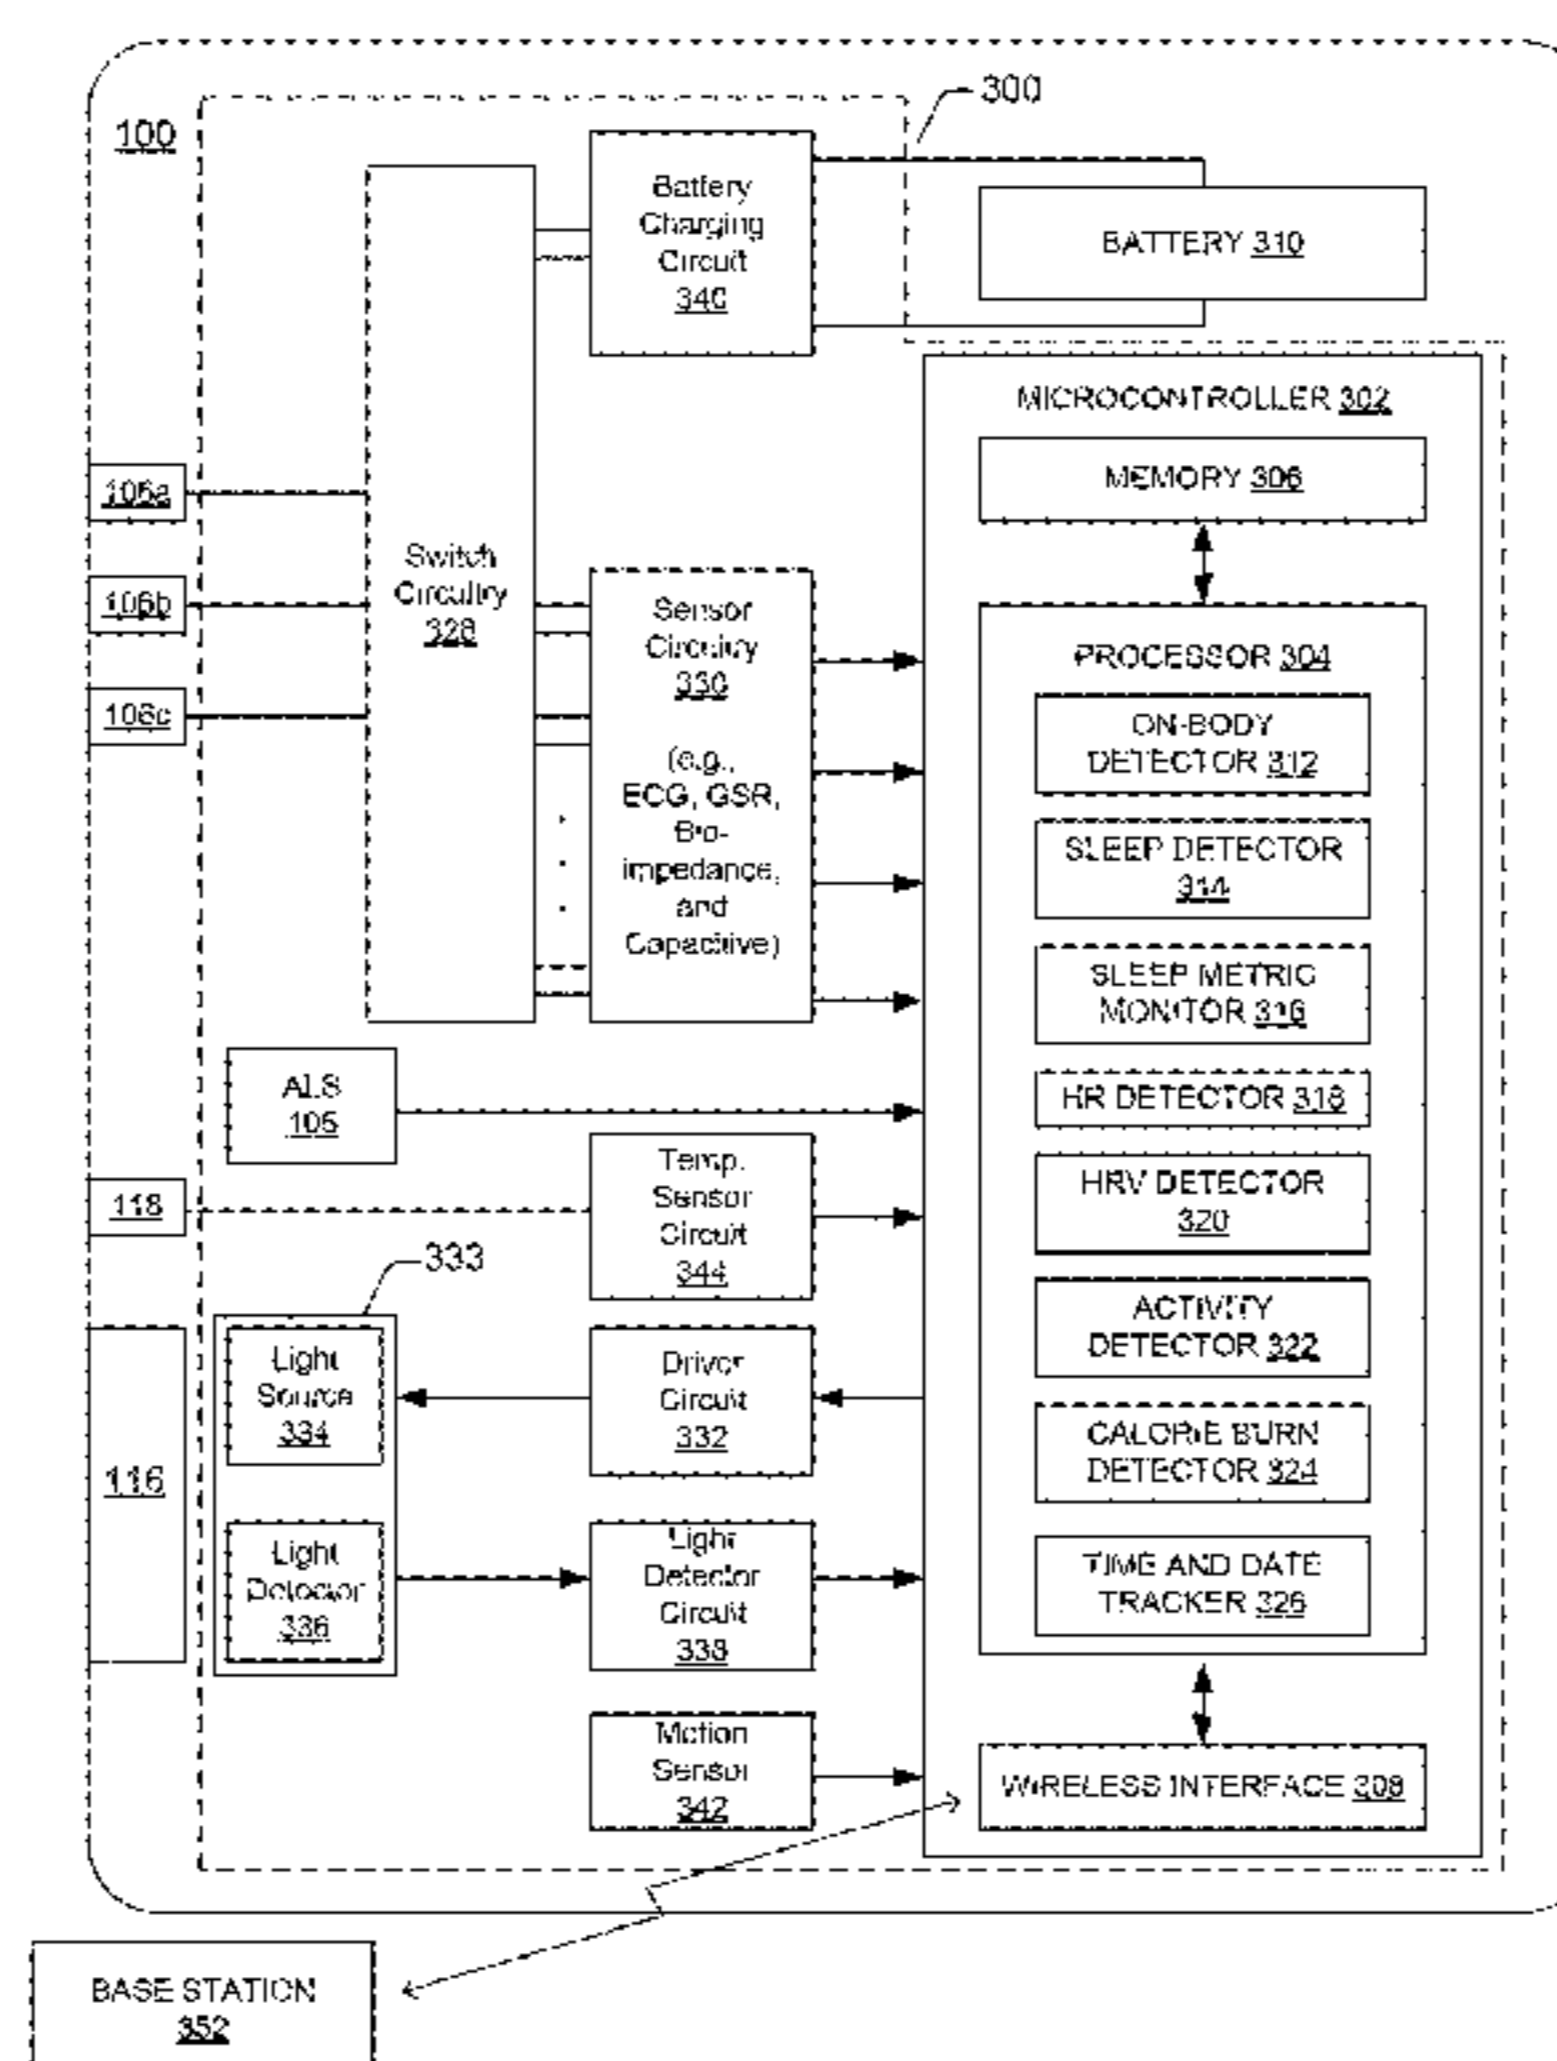 100
300
Battery
Charging
Circuit
340
BATTERY 310
MICROCONTROLLER 302
MEMORY 306
106a
106b
106c
Switch
Circuitry
328
Sensor
Circuitry
330
(e.g.,
ECG, GSR,
Bio-
impedance,
and
Capacitive)
PROCESSOR 304
ON-BODY
DETECTOR 312
SLEEP DETECTOR
314
SLEEP METRIC
MONITOR 316
HR DETECTOR 318
HRV DETECTOR
320
ACTIVITY
DETECTOR 322
CALORIE BURN
DETECTOR 324
TIME AND DATE
TRACKER 326
ALS
105
118
Temp.
Sensor
Circuit
344
333
116
Light
Source
334
Driver
Circuit
332
Light
Detector
336
Light
Detector
Circuit
338
Motion
Sensor
342
WIRELESS INTERFACE 308
BASE STATION
352